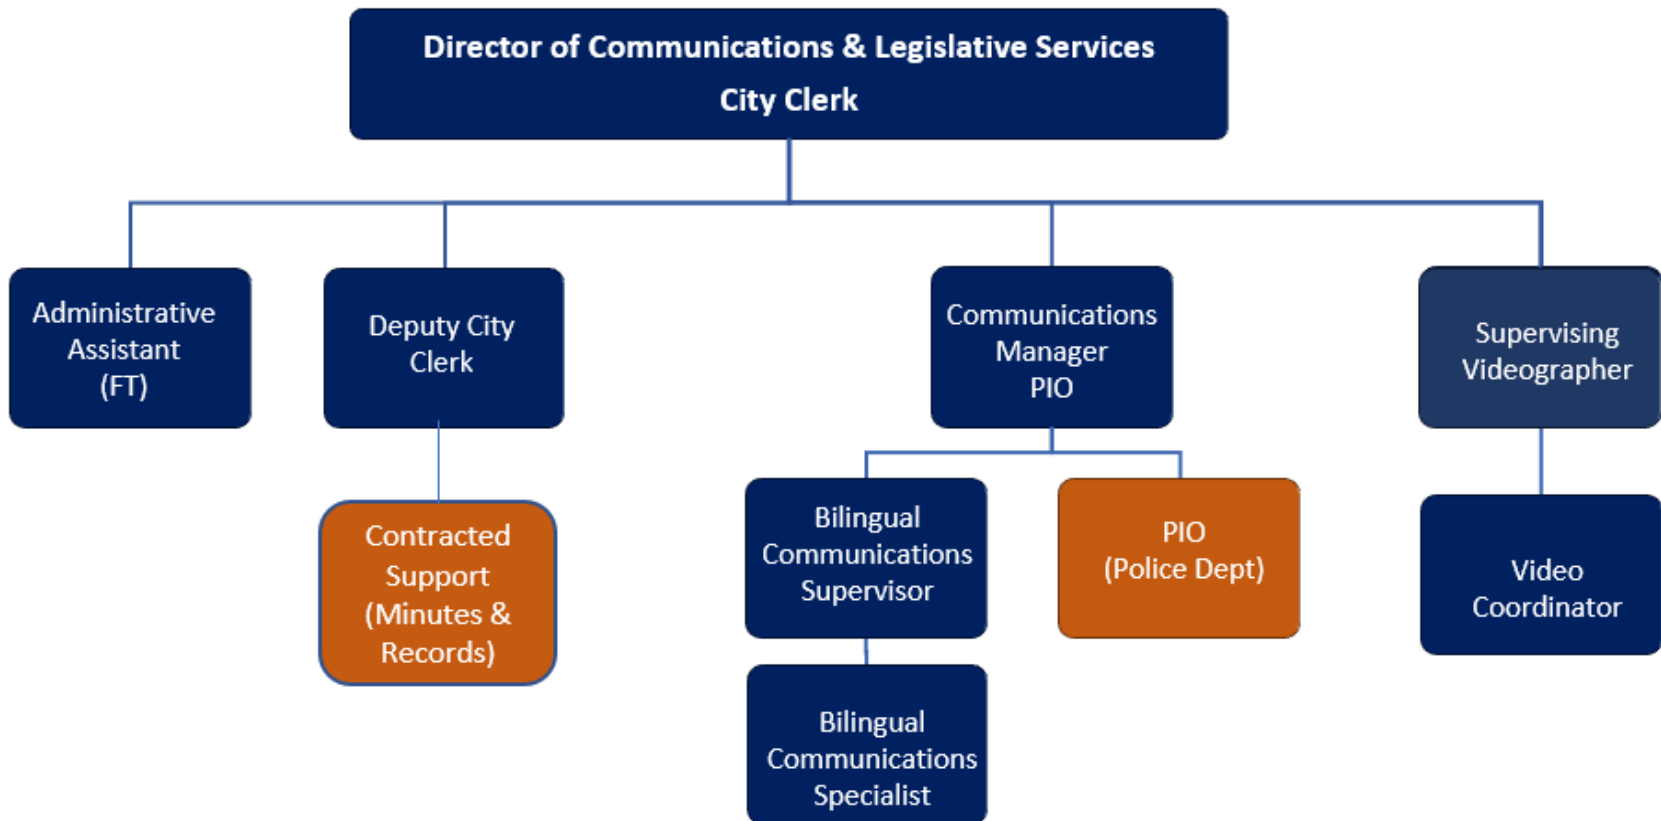 Director of Communications & Legislative Services
City Clerk
Administrative
Assistant
(FT)
Deputy City
Clerk
Communications
Manager
PIO
Supervising
Videographer
Contracted
Support
(Minutes &
Records)
Bilingual
Communications
Supervisor
PIO
(Police Dept)
Video
Coordinator
Bilingual
Communications
Specialist